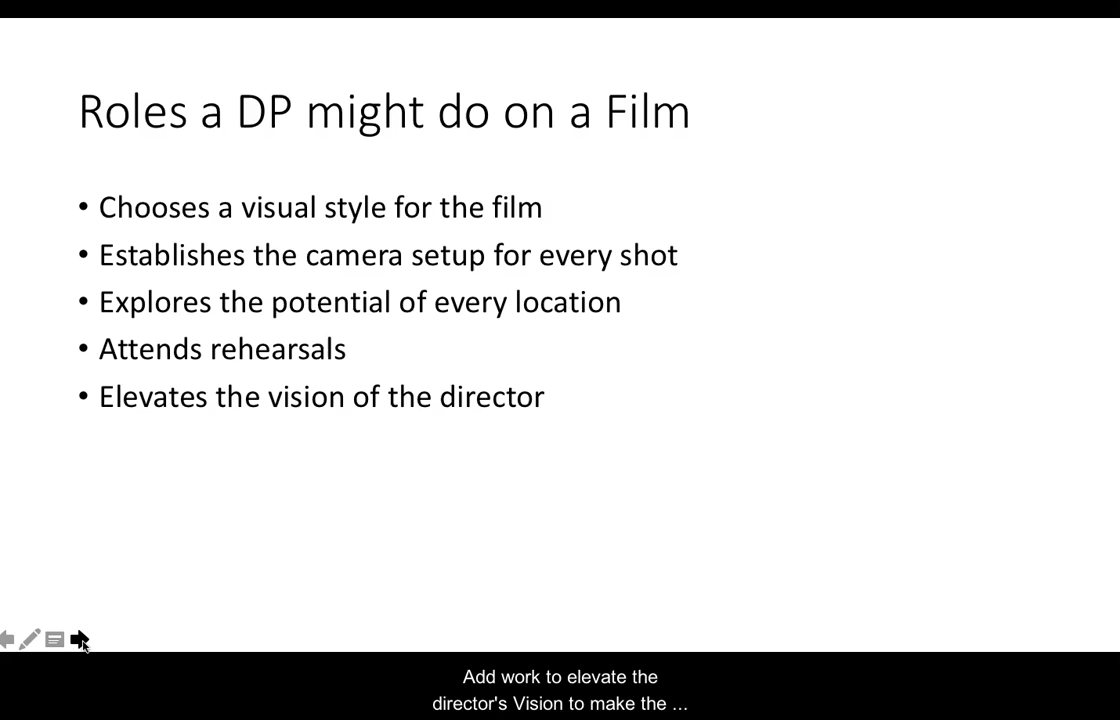 Roles a DP might do on a Film
• Chooses a visual style for the film
• Establishes the camera setup for every shot
• Explores the potential of every location
• Attends rehearsals
• Elevates the vision of the director
Add work to elevate the
director's Vision to make the ...